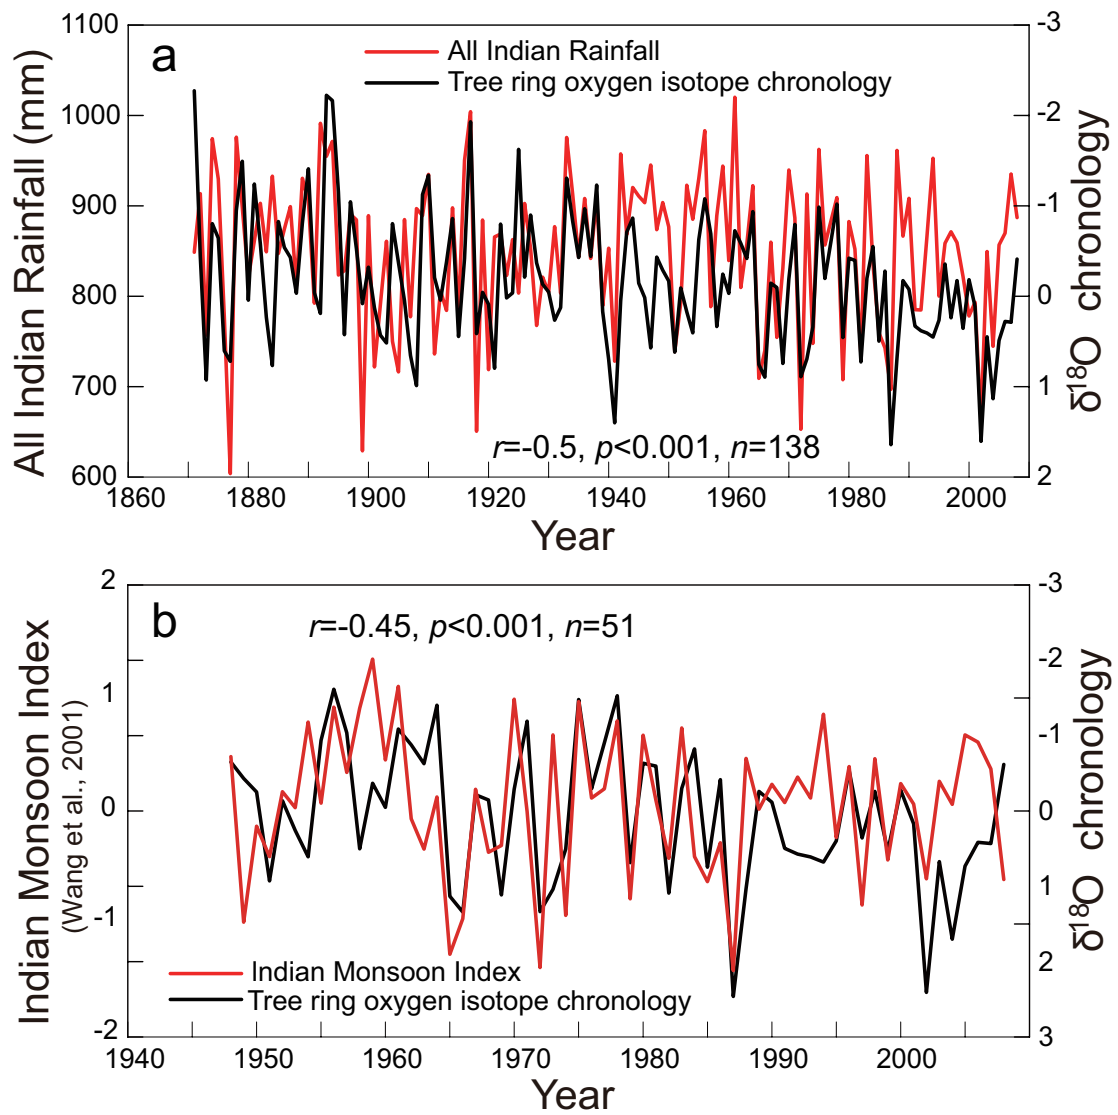 a
All Indian Rainfall
Tree ring oxygen isotope chronology
r=-0.5, p<0.001, n=138
All Indian Rainfall (mm)
1100
1000
900
800
700
600
-3
-2
-1
0
1
2
δ18O chronology
1860
1880
1900
1920
1940
1960
1980
2000
Year
b
r=-0.45, p<0.001, n=51
Indian Monsoon Index
(Wang et al., 2001)
2
1
0
-1
-2
-3
-2
-1
0
1
2
3
δ18O chronology
Indian Monsoon Index
Tree ring oxygen isotope chronology
1940
1950
1960
1970
1980
1990
2000
Year